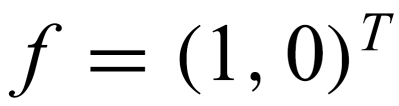 f = (1, 0)^T